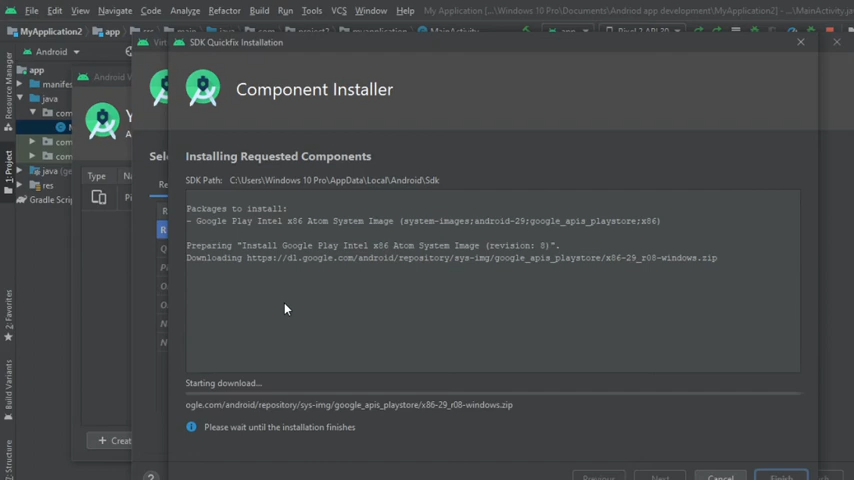 File Edit View Navigate Code Analyze Refactor Build Run Tools VCS Window Help
MyApplication2 app
Android
SDK Quickfix Installation
Resource Manager
app
java
Component Installer
Android
1: Project
Installing Requested Components
SDK Path: C:\Users\Windows 10 Pro\AppData\Local\Android\Sdk
Type
java
res
Gradle
Packages to install:
- Google Play Intel x86 Atom System Image (system-images;android-29;google_apis_playstore;x86)
Preparing "Install Google Play Intel x86 Atom System Image (revision: 8)".
Downloading https://dl.google.com/android/repository/sys-img/google_apis_playstore/x86-29_r08-windows.zip
2: Favorites
Build Variants
Starting download...
ogle.com/android/repository/sys-img/google_apis_playstore/x86-29_r08-windows.zip
Please wait until the installation finishes
+ Creat
Structure
? Previous Next Cancel Finish